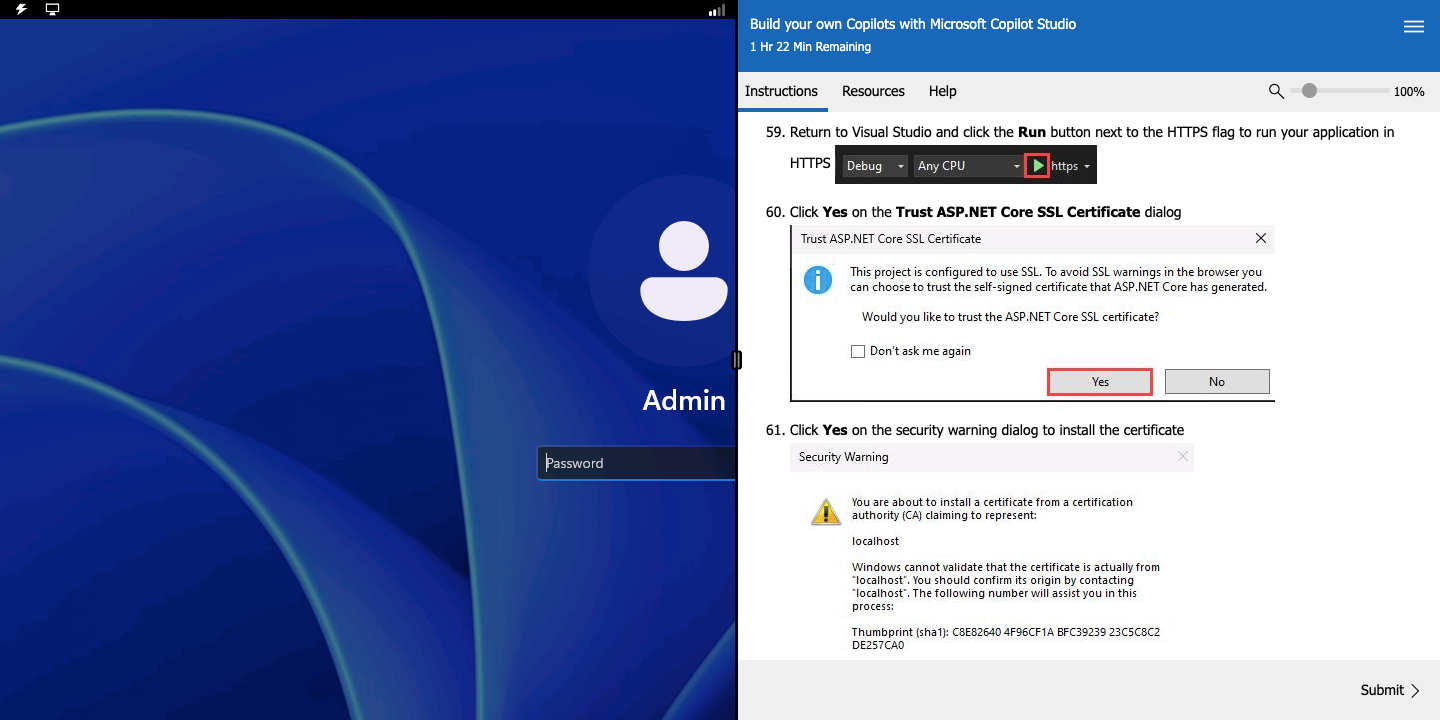 Admin
Password
Build your own Copilots with Microsoft Copilot Studio
1 Hr 22 Min Remaining
Instructions Resources Help 100%
59. Return to Visual Studio and click the Run button next to the HTTPS flag to run your application in
HTTPS Debug Any CPU https
60. Click Yes on the Trust ASP.NET Core SSL Certificate dialog
Trust ASP.NET Core SSL Certificate
This project is configured to use SSL. To avoid SSL warnings in the browser you
can choose to trust the self-signed certificate that ASP.NET Core has generated.
Would you like to trust the ASP.NET Core SSL certificate?
Don't ask me again
Yes No
61. Click Yes on the security warning dialog to install the certificate
Security Warning
You are about to install a certificate from a certification
authority (CA) claiming to represent:
localhost
Windows cannot validate that the certificate is actually from
"localhost". You should confirm its origin by contacting
"localhost". The following number will assist you in this
process:
Thumbprint (sha1): C8E82640 4F96CF1A BFC39239 23C5C8C2
DE257CA0
Submit